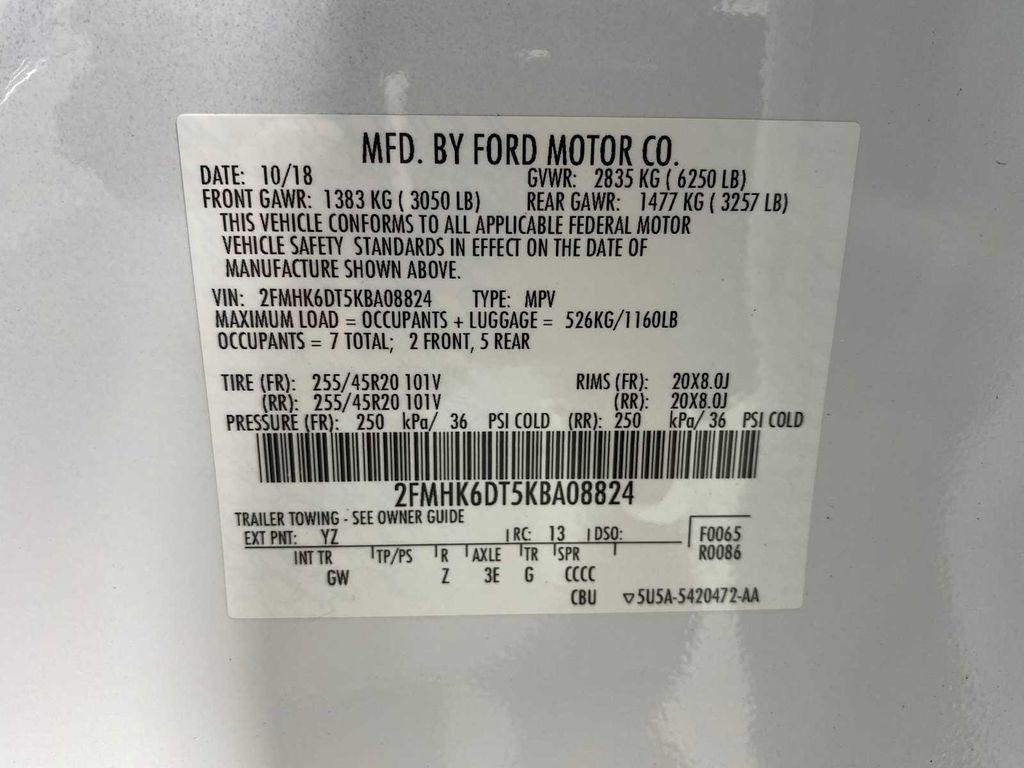 MFD. BY FORD MOTOR CO.
DATE: 10/18 GVWR: 2835 KG ( 6250 LB)
FRONT GAWR: 1383 KG ( 3050 LB) REAR GAWR: 1477 KG ( 3257 LB)
THIS VEHICLE CONFORMS TO ALL APPLICABLE FEDERAL MOTOR
VEHICLE SAFETY STANDARDS IN EFFECT ON THE DATE OF
MANUFACTURE SHOWN ABOVE.
VIN: 2FMHK6DT5KBA08824 TYPE: MPV
MAXIMUM LOAD = OCCUPANTS + LUGGAGE = 526KG/1160LB
OCCUPANTS = 7 TOTAL; 2 FRONT, 5 REAR
TIRE (FR): 255/45R20 101V RIMS (FR): 20X8.0J
(RR): 255/45R20 101V (RR): 20X8.0J
PRESSURE (FR): 250 kPa/ 36 PSI COLD (RR): 250 kPa/ 36 PSI COLD
2FMHK6DT5KBA08824
TRAILER TOWING - SEE OWNER GUIDE
EXT PNT: YZ RC: 13 DSO: F0065
INT TR TP/PS R AXLE TR SPR R0086
GW Z 3E G CCCC
CBU ▽5U5A-5420472-AA